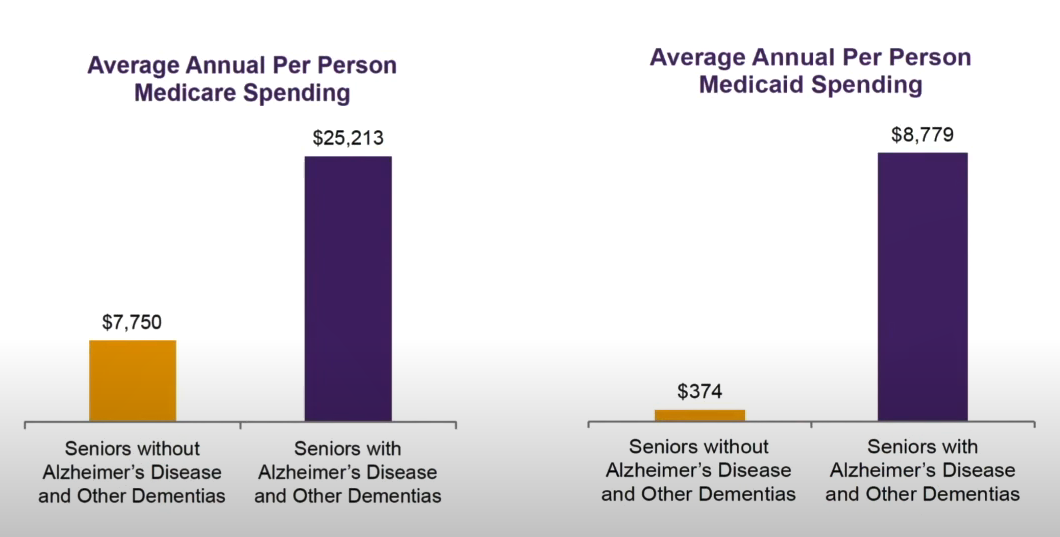 Average Annual Per Person
Medicare Spending
$25,213
$7,750
Seniors without
Alzheimer’s Disease
and Other Dementias
Seniors with
Alzheimer’s Disease
and Other Dementias
Average Annual Per Person
Medicaid Spending
$8,779
$374
Seniors without
Alzheimer’s Disease
and Other Dementias
Seniors with
Alzheimer’s Disease
and Other Dementias